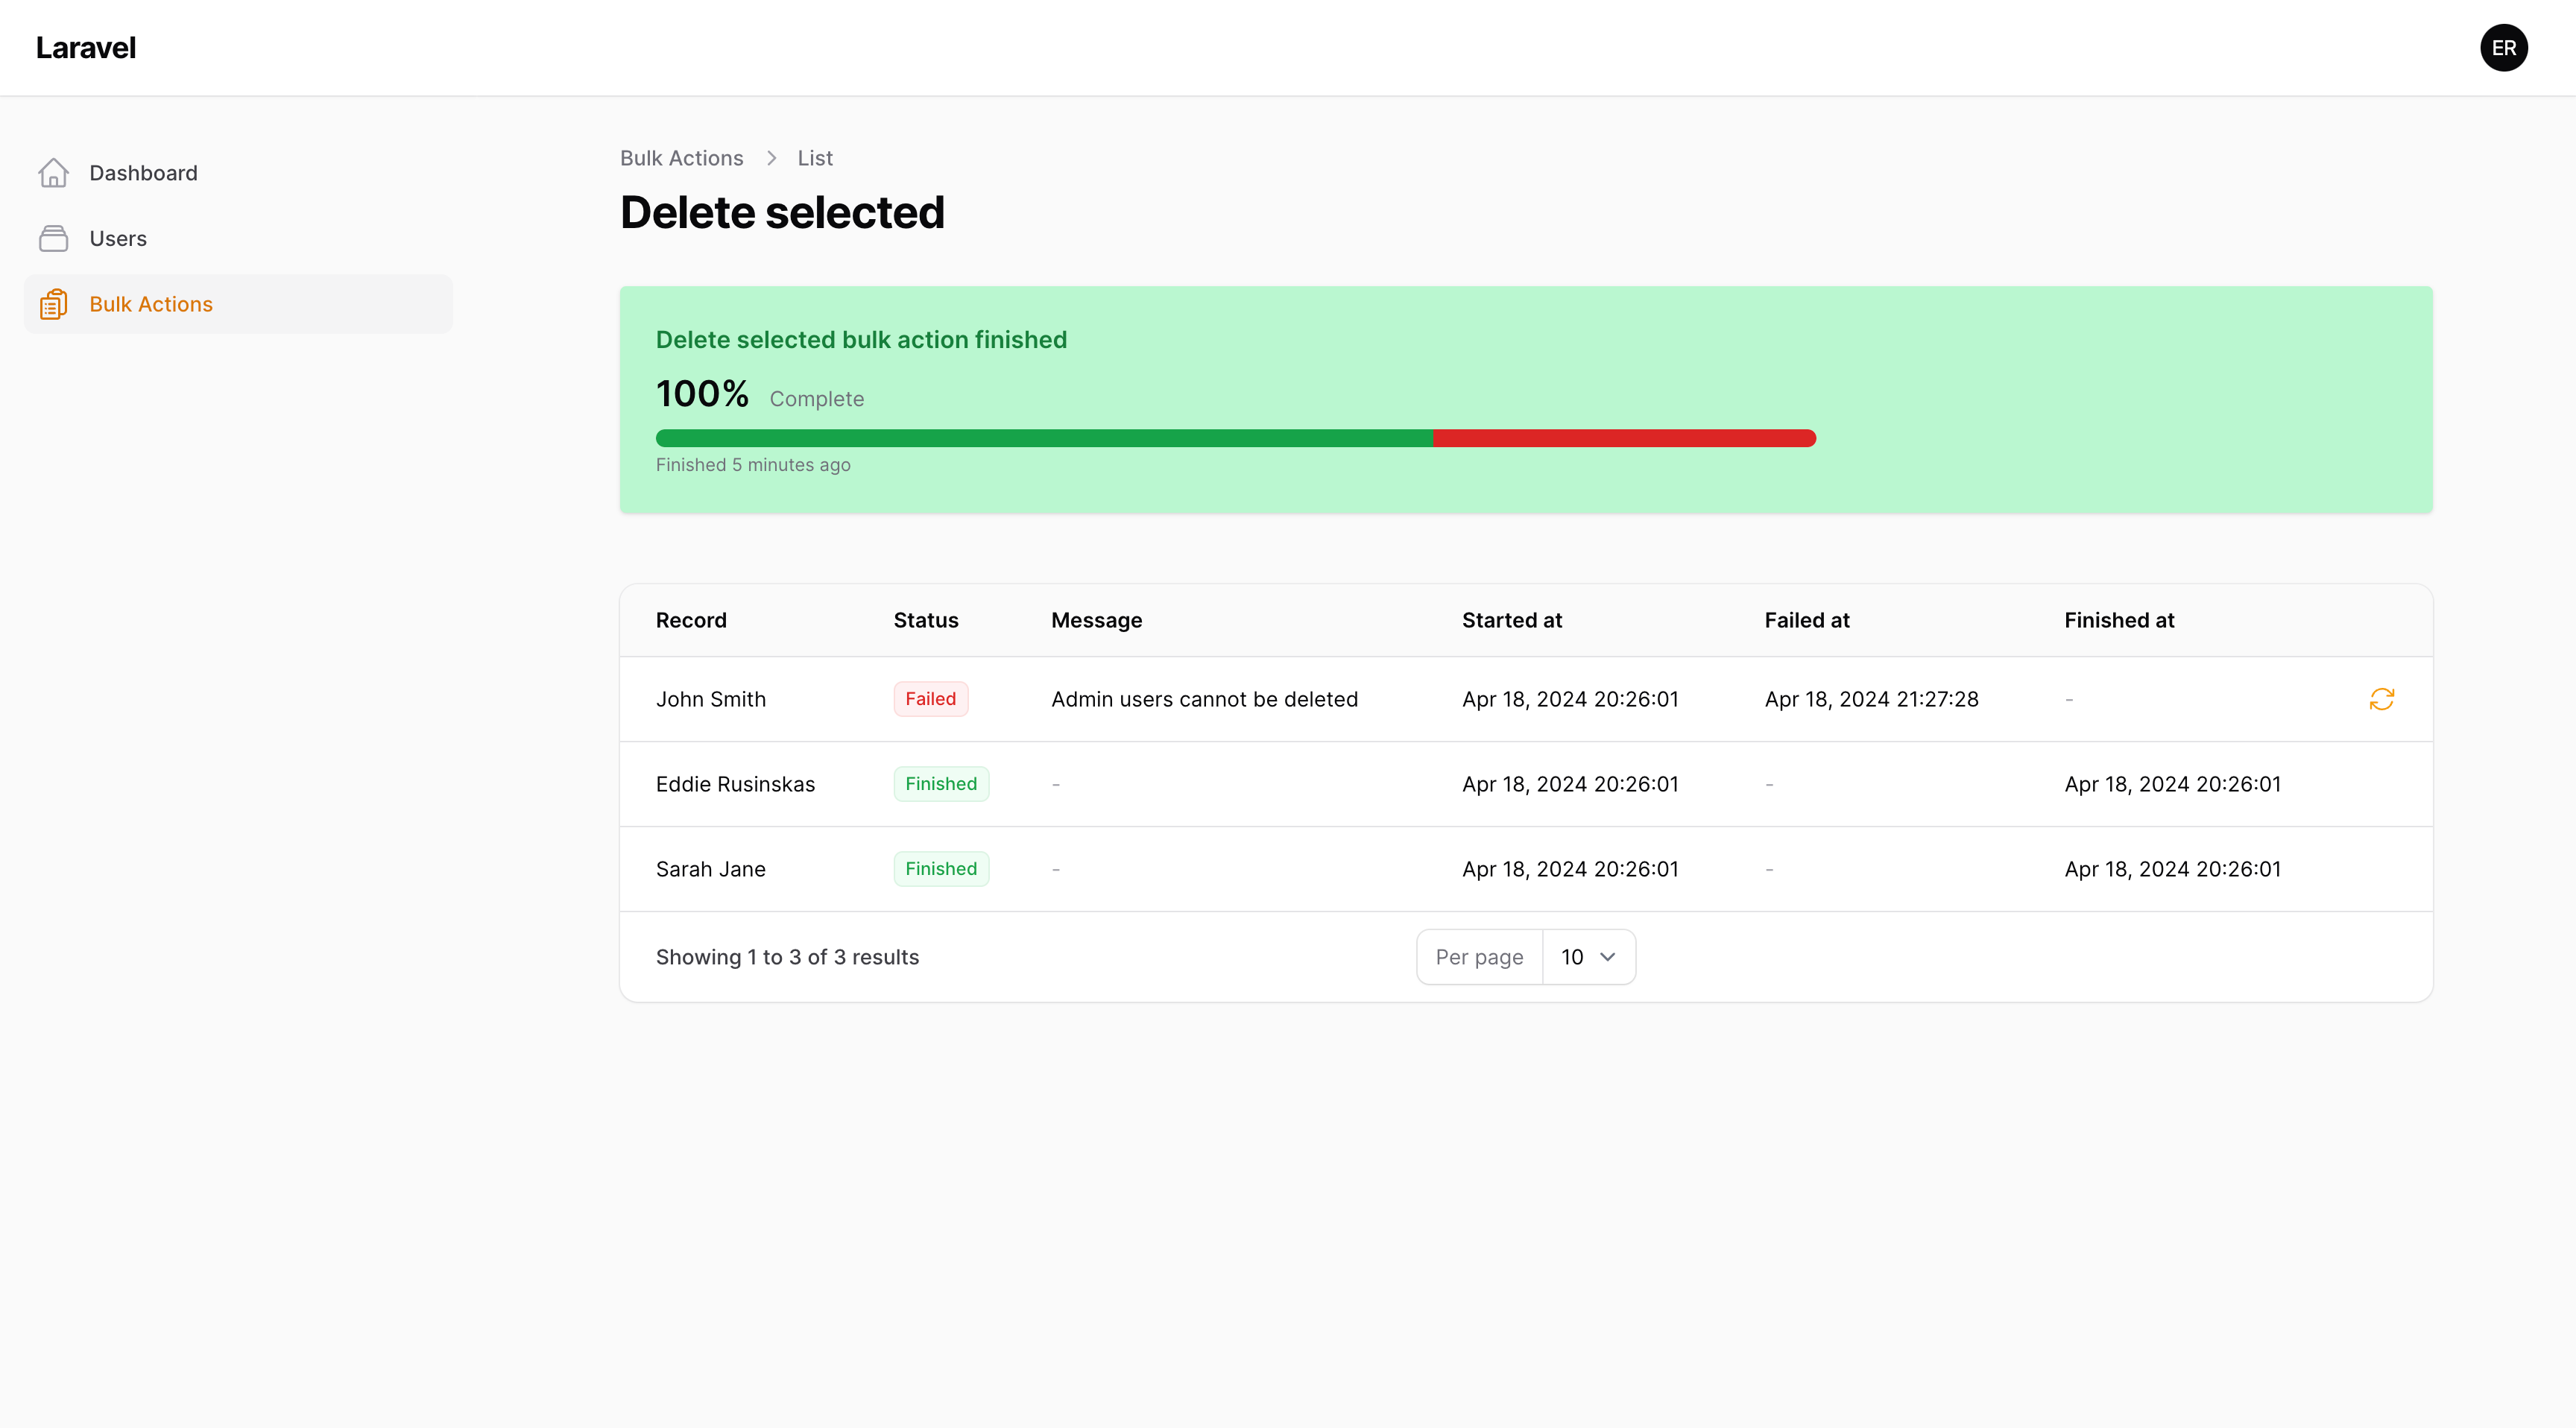 Laravel
ER
Dashboard
Users
Bulk Actions
Bulk Actions > List
Delete selected
Delete selected bulk action finished
100% Complete
Finished 5 minutes ago
Record Status Message Started at Failed at Finished at
John Smith Failed Admin users cannot be deleted Apr 18, 2024 20:26:01 Apr 18, 2024 21:27:28 -
Eddie Rusinskas Finished - Apr 18, 2024 20:26:01 - Apr 18, 2024 20:26:01
Sarah Jane Finished - Apr 18, 2024 20:26:01 - Apr 18, 2024 20:26:01
Showing 1 to 3 of 3 results Per page 10